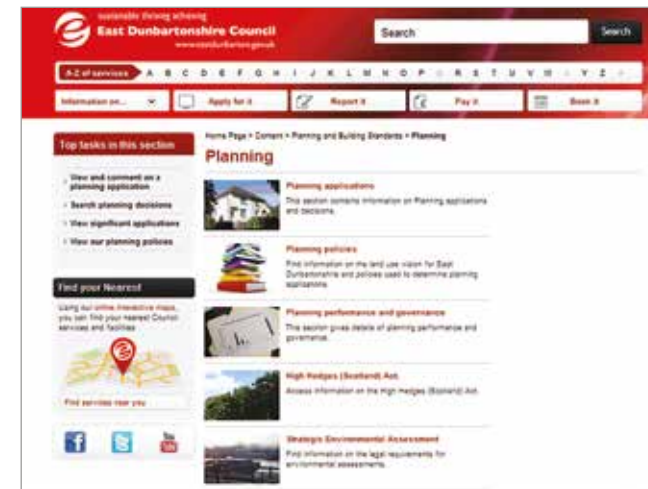 sustainable thriving achieving
East Dunbartonshire Council
www.eastdunbarton.gov.uk
Search
Search
A-Z of services A B C D E F G H I J K L M N O P Q R S T U V W X Y Z
Information on...
Apply for it
Report it
Pay it
Book it
Top tasks in this section
View and comment on a
planning application
Search planning decisions
View significant applications
View our planning policies
Find your Nearest
Using our online interactive maps,
you can find your nearest Council
services and facilities
Find services near you
You
Tube
Home Page > Content > Planning and Building Standards > Planning
Planning
Planning applications
This section contains information on Planning applications
and decisions.
Planning policies
Find information on the land use vision for East
Dunbartonshire and policies used to determine planning
applications.
Planning performance and governance
This section gives details of planning performance and
governance.
High Hedges (Scotland) Act
Access information on the High Hedges (Scotland) Act.
Strategic Environmental Assessment
Find information on the legal requirements for
environmental assessments.